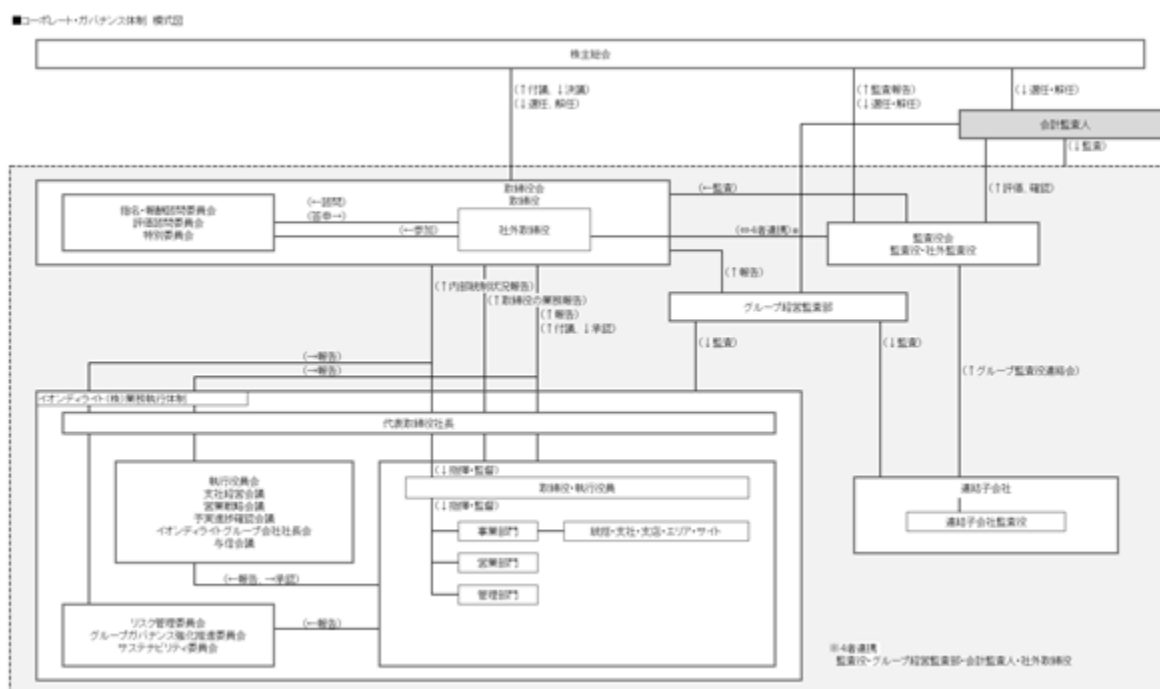 ■コーポレート・ガバナンス体制 模式図
株主総会
(↑付議、↓決議)
(↓選任、解任)
(↑監査報告)
(↓選任・解任)
(↓選任・解任)
会計監査人
(↓監査)
取締役会
取締役
(←監査)
(↑評価、確認)
指名・報酬諮問委員会
評価諮問委員会
特別委員会
(←諮問)
(答申→)
(←参加)
社外取締役
(⇔4者連携)※
監査役会
監査役・社外監査役
(↑報告)
(↑内部統制状況報告)
(↑取締役の業務報告)
(↑報告)
(↑付議、↓承認)
グループ経営監査部
(↓監査)
(↓監査)
(→報告)
(→報告)
(↑グループ監査役連絡会)
イオンディライト(株)業務執行体制
代表取締役社長
(↓指揮・監督)
執行役員会
支社経営会議
営業戦略会議
予実進捗確認会議
イオンディライトグループ会社社長会
与信会議
取締役・執行役員
(↓指揮・監督)
事業部門
統括・支社・支店・エリア・サイト
営業部門
管理部門
連結子会社
連結子会社監査役
(←報告、→承認)
リスク管理委員会
グループガバナンス強化推進委員会
サステナビリティ委員会
(←報告)
※4者連携
監査役・グループ経営監査部・会計監査人・社外取締役